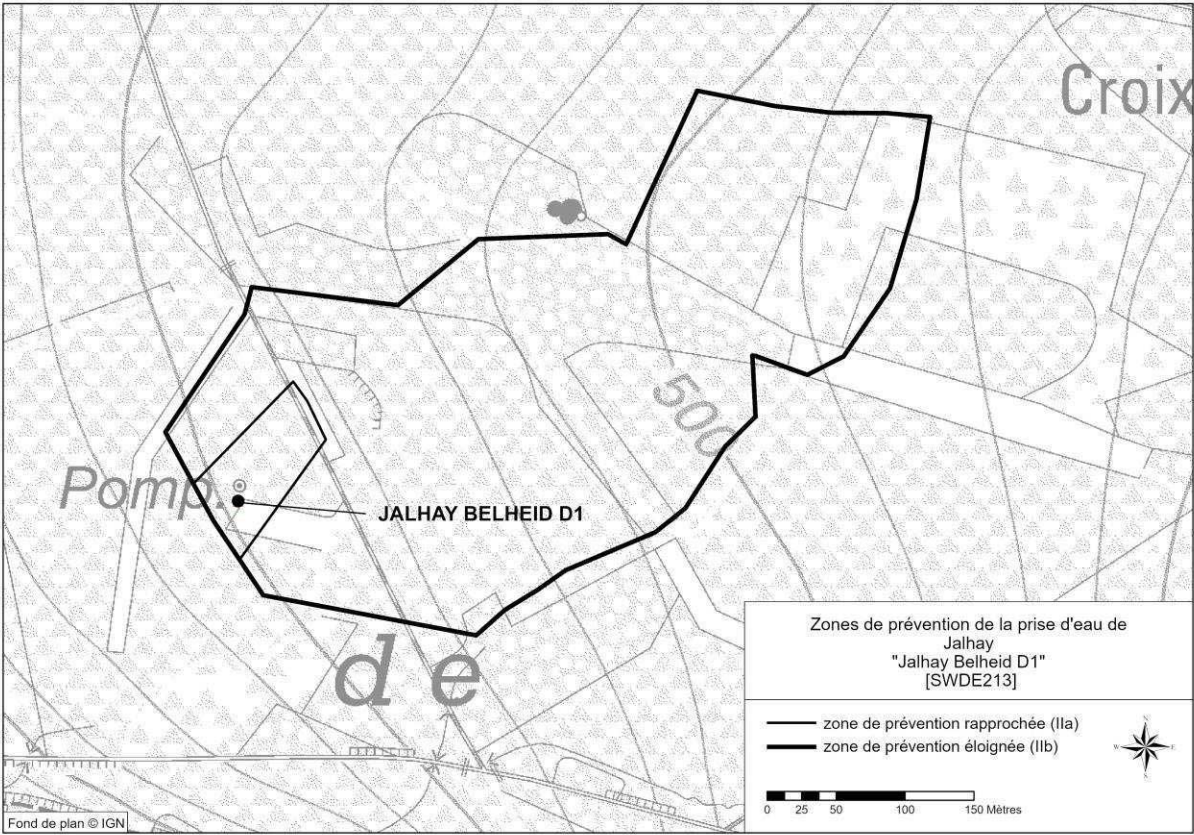 Croix
500
Pomp.
JALHAY BELHEID D1
d e
Zones de prévention de la prise d'eau de
Jalhay
"Jalhay Belheid D1"
[SWDE213]
zone de prévention rapprochée (IIa)
zone de prévention éloignée (IIb)
N
W E
S
0 25 50 100 150 Mètres
Fond de plan © IGN